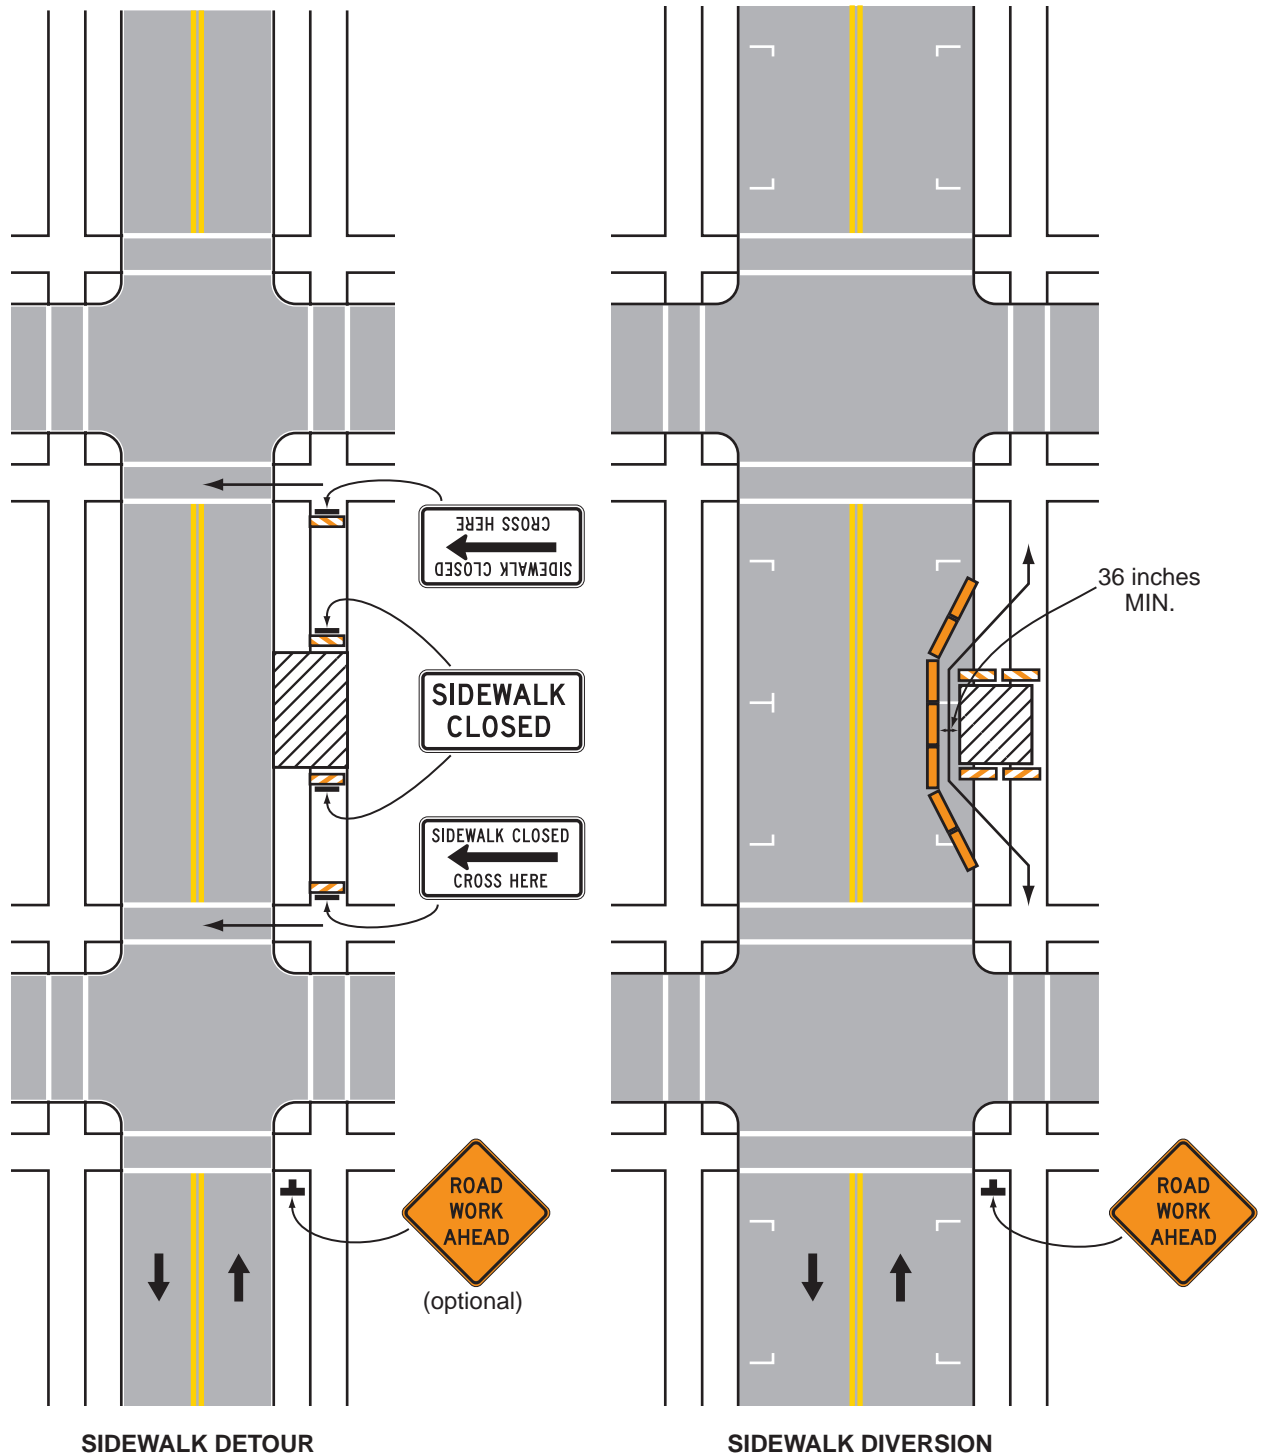 CROSS HERE
SIDEWALK CLOSED
36 inches
MIN.
SIDEWALK
CLOSED
SIDEWALK CLOSED
CROSS HERE
ROAD
WORK
AHEAD
(optional)
ROAD
WORK
AHEAD
SIDEWALK DETOUR
SIDEWALK DIVERSION